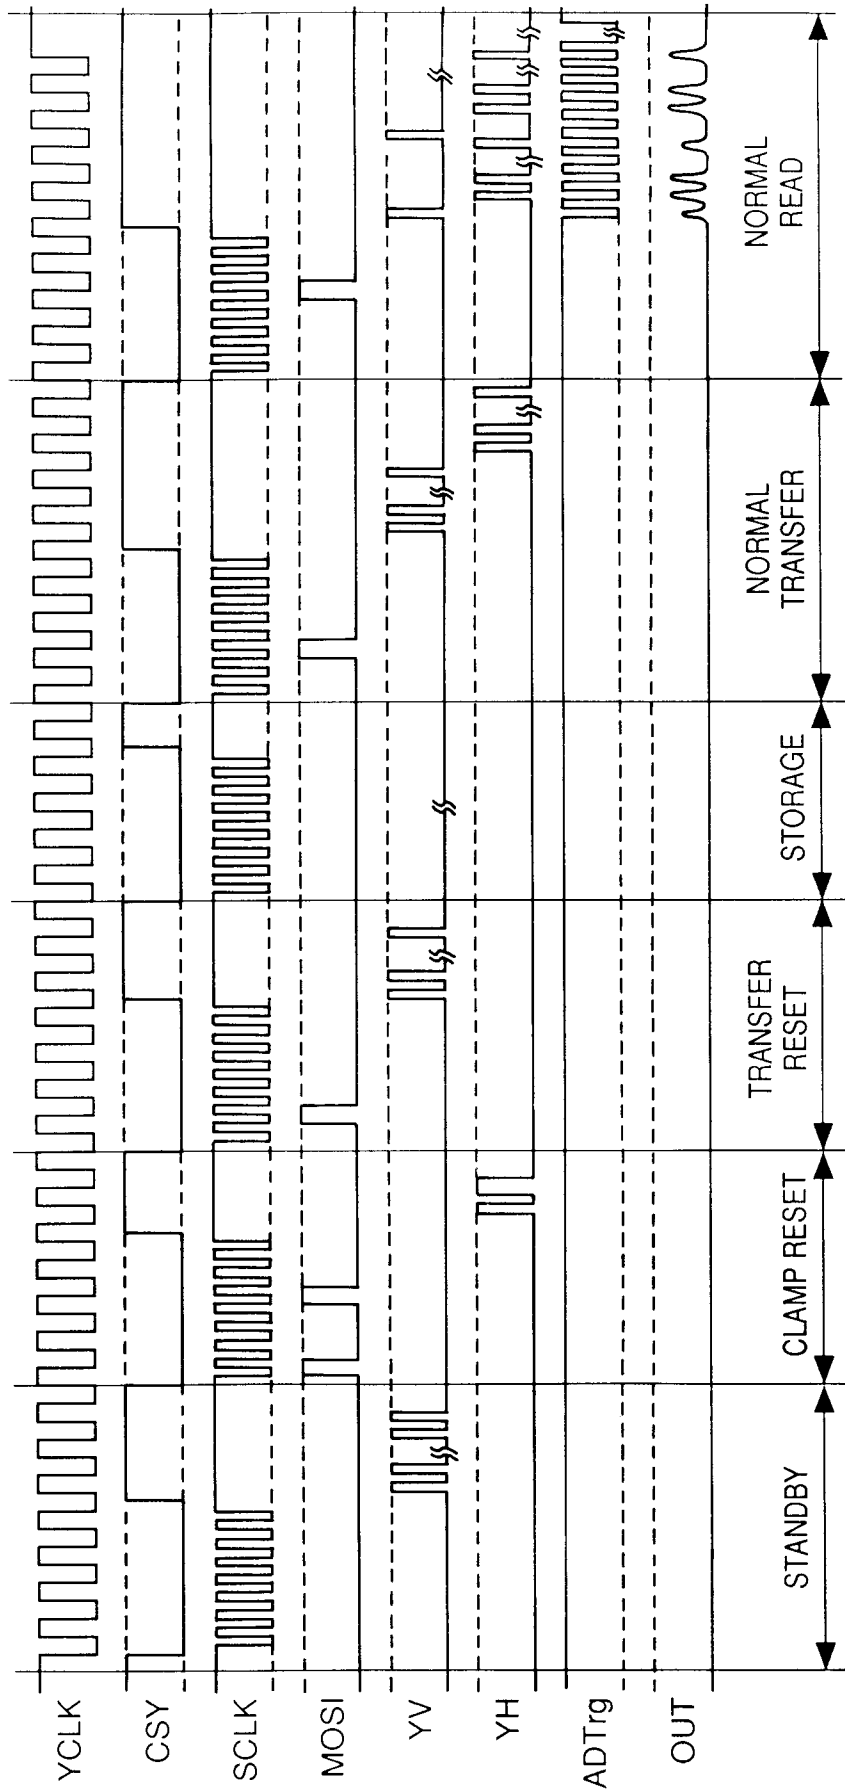 YCLK
CSY
SCLK
MOSI
YV
YH
ADTrg
OUT
STANDBY
CLAMP RESET
TRANSFER
RESET
STORAGE
NORMAL
TRANSFER
NORMAL
READ